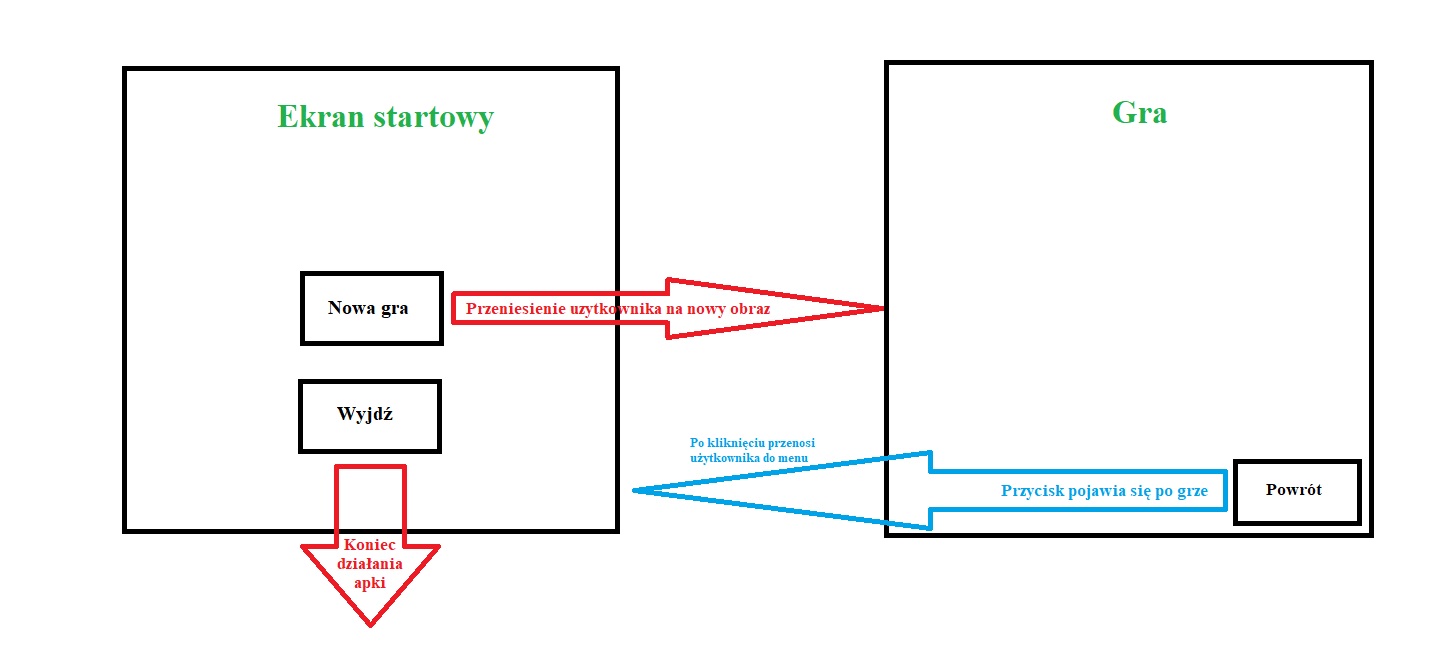 Ekran startowy
Nowa gra
Przeniesienie uzytkownika na nowy obraz
Wyjdź
Koniec
działania
apki
Gra
Po kliknięciu przenosi
użytkownika do menu
Przycisk pojawia się po grze
Powrót